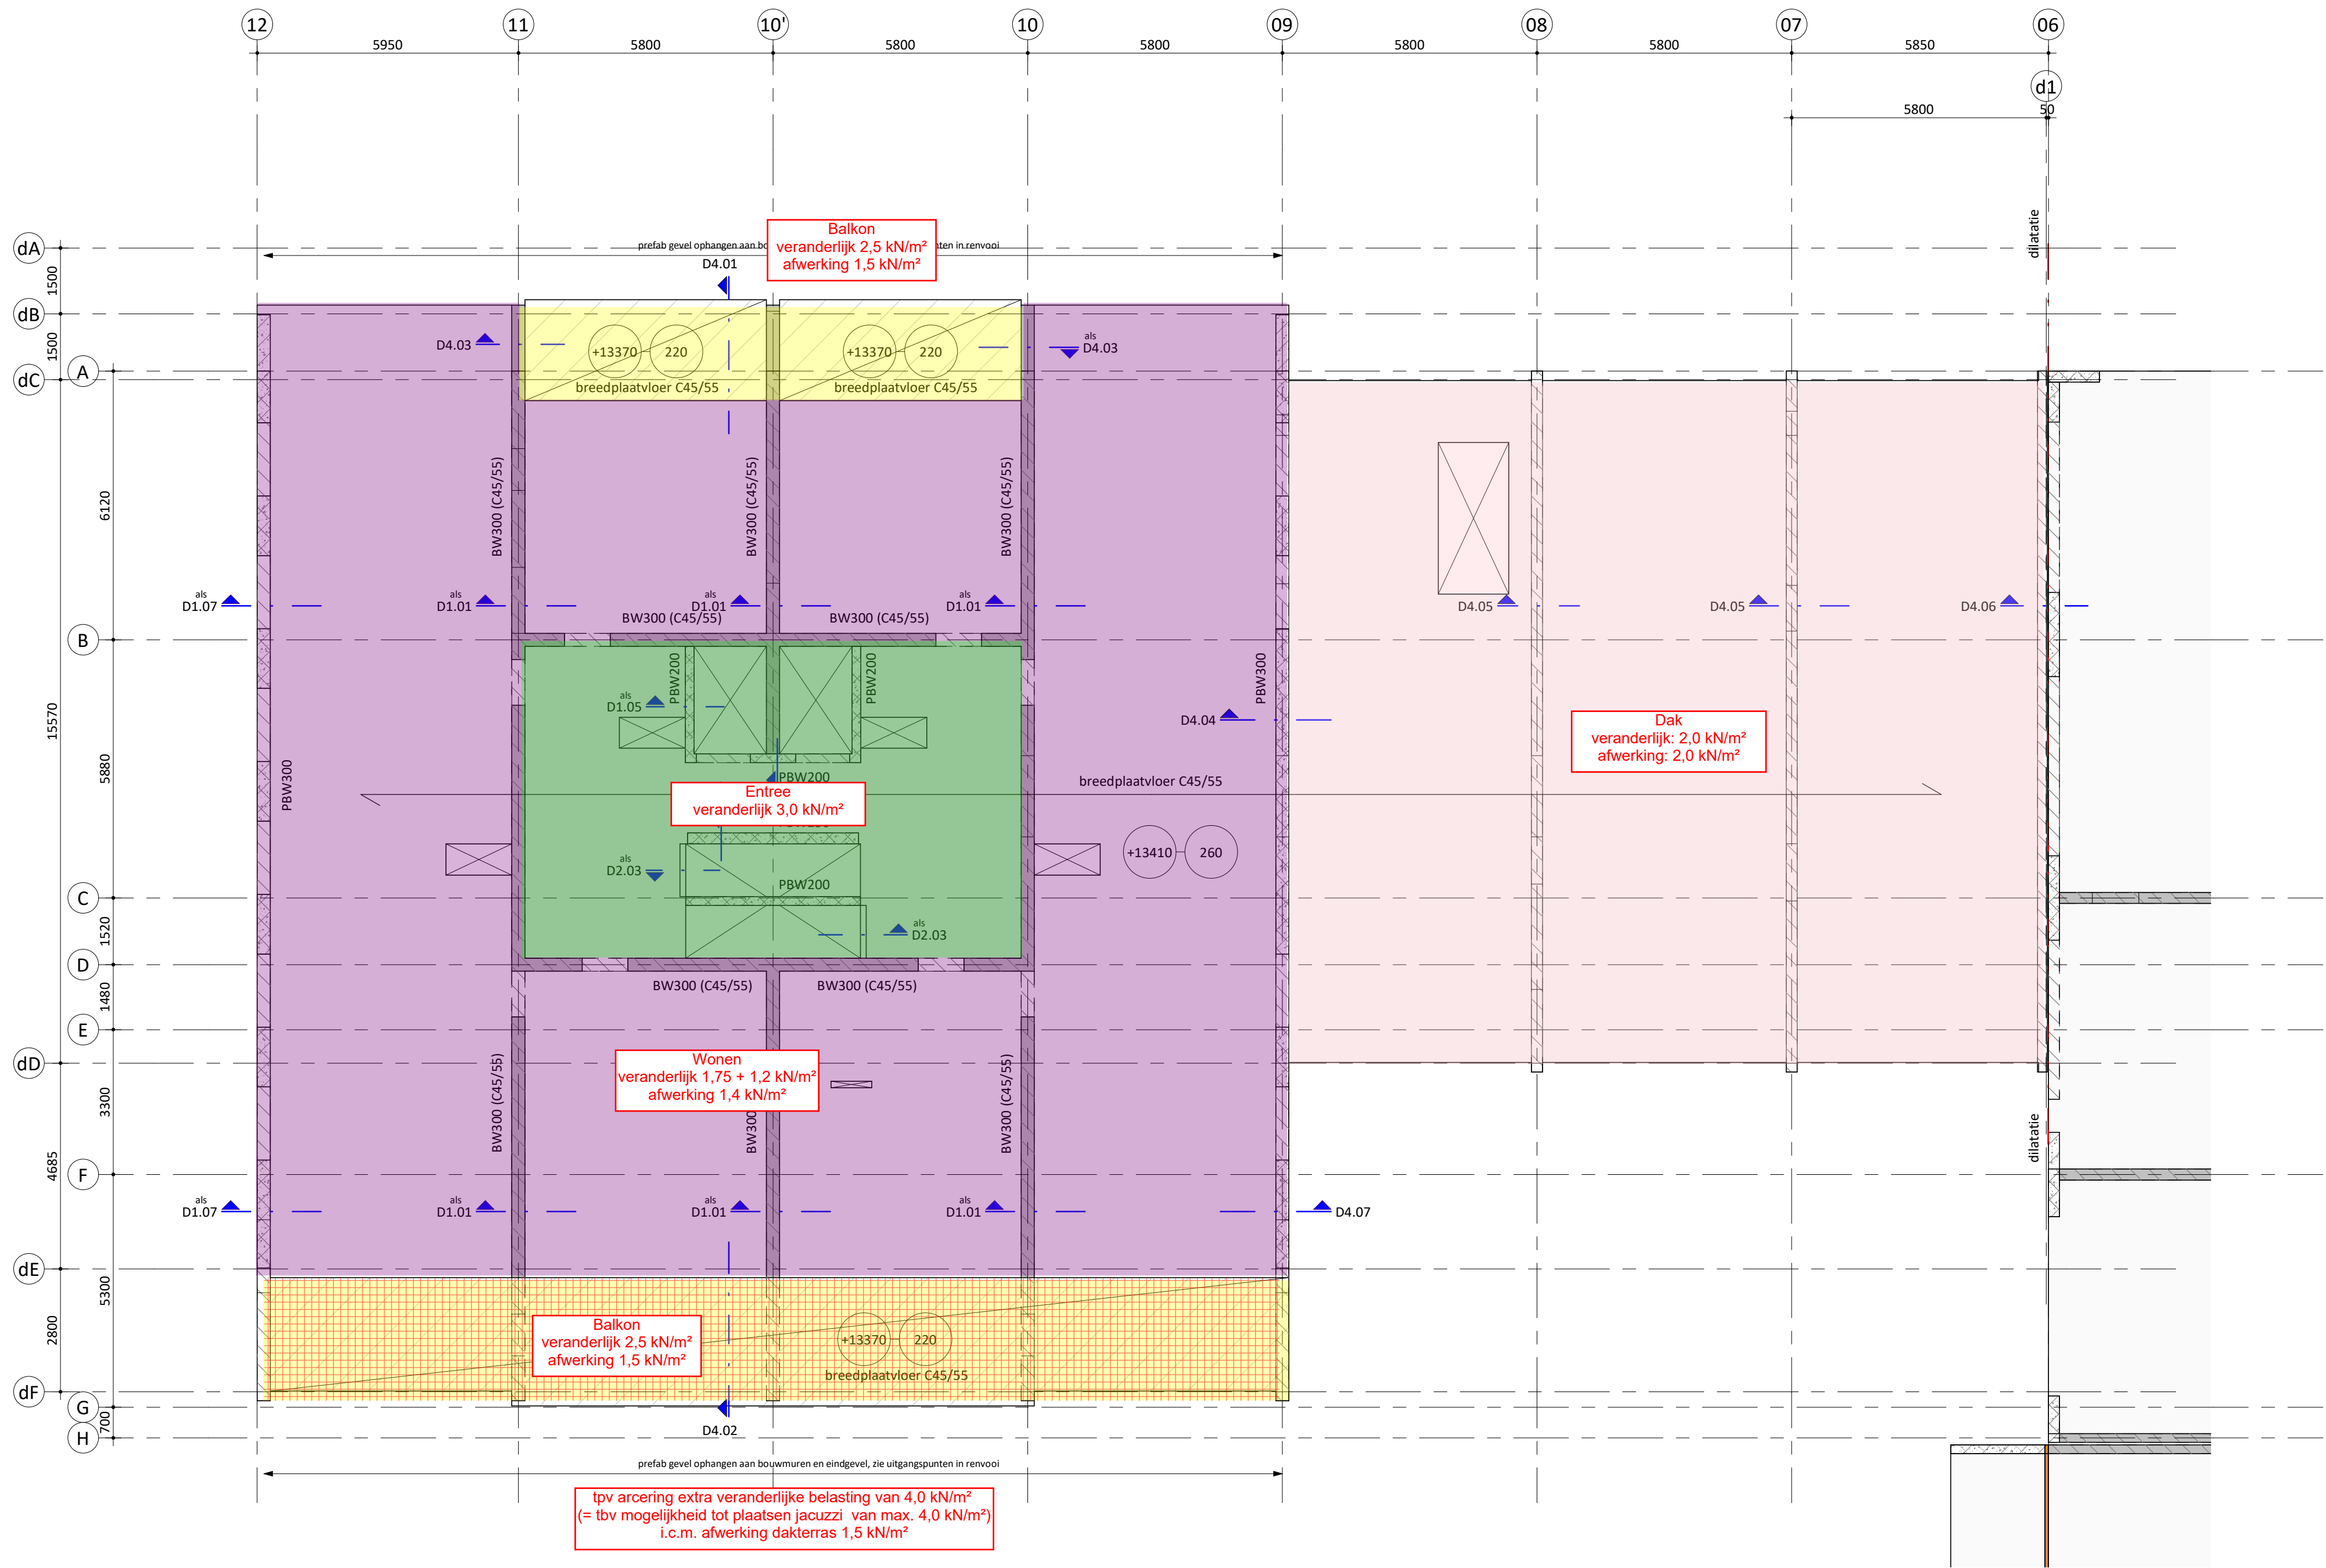 12
11
10'
10
09
08
07
06
5950
5800
5800
5800
5800
5800
5850
d1
5800
50
dilatatie
dA
1500
dB
1500
A
dC
6120
B
15570
5880
C
1520
D
1480
E
dD
3300
4685
F
dE
5300
2800
dF
G
700
H
Balkon
veranderlijk 2,5 kN/m²
afwerking 1,5 kN/m²
prefab gevel ophangen aan
in renvooi
D4.01
D4.03
als
D4.03
+13370
220
breedplaatvloer C45/55
+13370
220
breedplaatvloer C45/55
BW300 (C45/55)
BW300 (C45/55)
BW300 (C45/55)
als
D1.07
als
D1.01
als
D1.01
als
D1.01
BW300 (C45/55)
BW300 (C45/55)
D4.05
D4.05
D4.06
PBW200
PBW200
PBW300
als
D1.05
D4.04
Dak
veranderlijk: 2,0 kN/m²
afwerking: 2,0 kN/m²
PBW300
PBW200
breedplaatvloer C45/55
Entree
veranderlijk 3,0 kN/m²
+13410
260
als
D2.03
PBW200
als
D2.03
BW300 (C45/55)
BW300 (C45/55)
Wonen
veranderlijk 1,75 + 1,2 kN/m²
afwerking 1,4 kN/m²
BW300 (C45/55)
BW300
BW300 (C45/55)
dilatatie
als
D1.07
als
D1.01
als
D1.01
als
D1.01
D4.07
Balkon
veranderlijk 2,5 kN/m²
afwerking 1,5 kN/m²
+13370
220
breedplaatvloer C45/55
D4.02
prefab gevel ophangen aan bouwmuren en eindgevel, zie uitgangspunten in renvooi
tpv arcering extra veranderlijke belasting van 4,0 kN/m²
(= tbv mogelijkheid tot plaatsen jacuzzi van max. 4,0 kN/m²)
i.c.m. afwerking dakterras 1,5 kN/m²